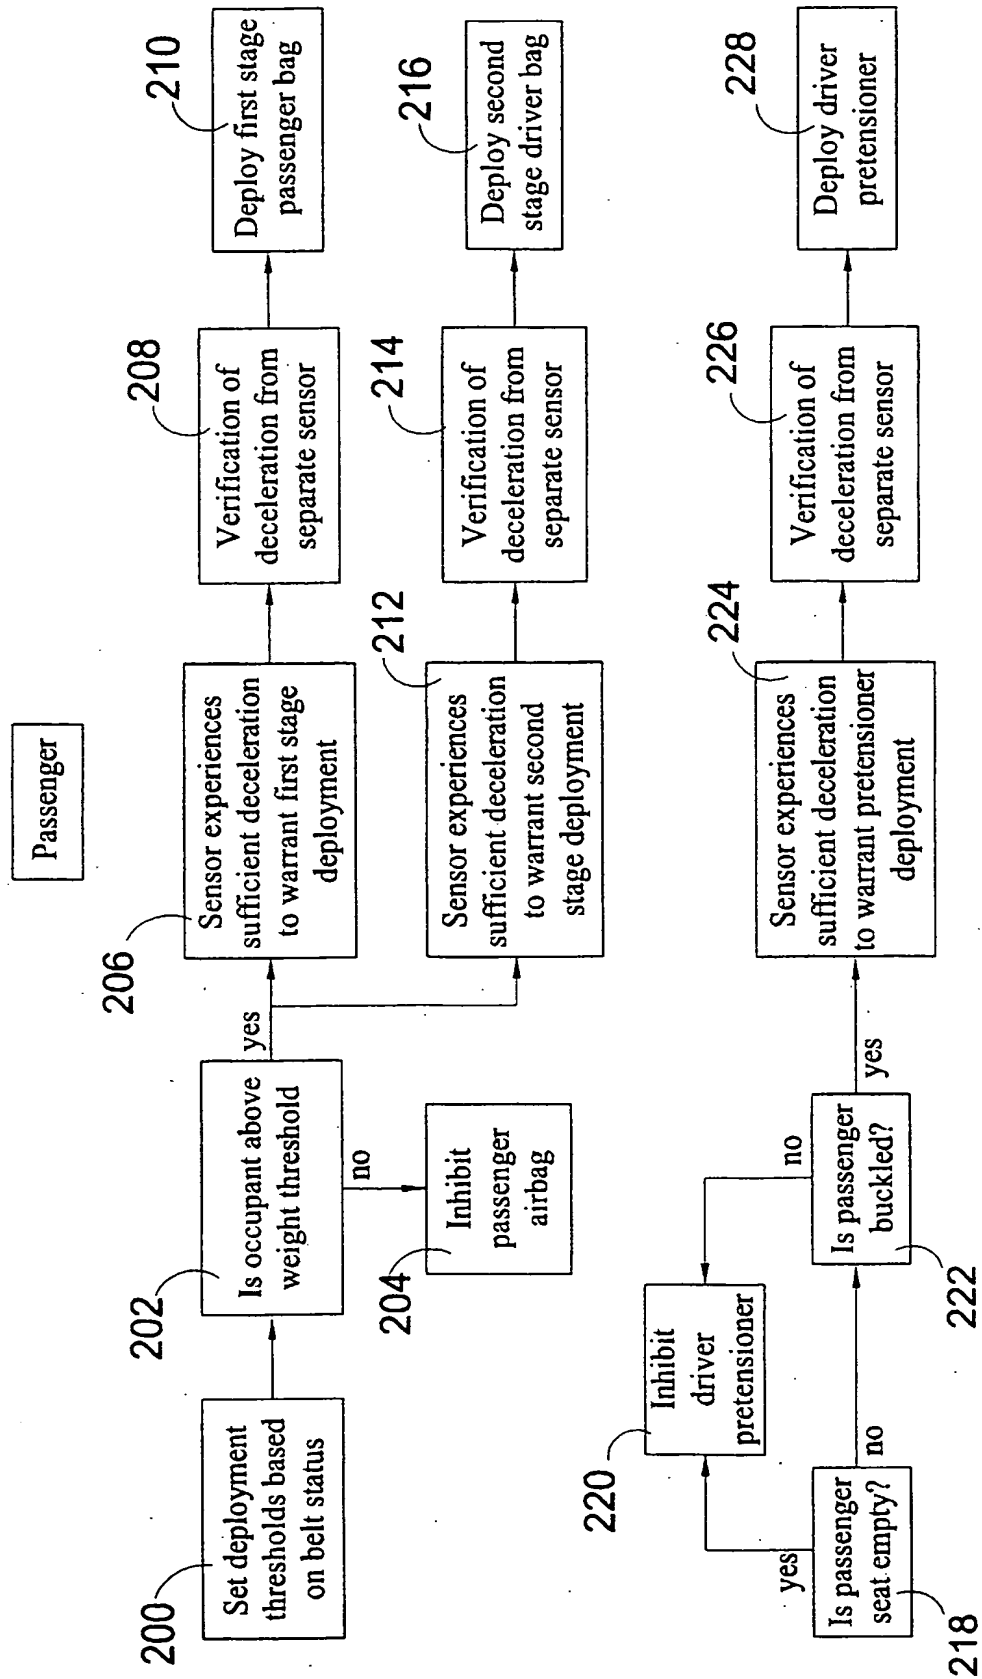 Passenger
200
Set deployment
thresholds based
on belt status
202
Is occupant above
weight threshold
yes
no
204
Inhibit
passenger
airbag
206
Sensor experiences
sufficient deceleration
to warrant first stage
deployment
208
Verification of
deceleration from
separate sensor
210
Deploy first stage
passenger bag
212
Sensor experiences
sufficient deceleration
to warrant second
stage deployment
214
Verification of
deceleration from
separate sensor
216
Deploy second
stage driver bag
218
Is passenger
seat empty?
yes
no
220
Inhibit
driver
pretensioner
222
Is passenger
buckled?
no
yes
224
Sensor experiences
sufficient deceleration
to warrant pretensioner
deployment
226
Verification of
deceleration from
separate sensor
228
Deploy driver
pretensioner